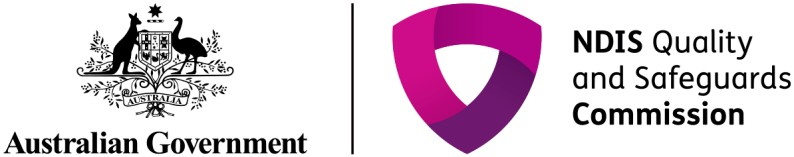 AUSTRALIA
Australian Government
NDIS Quality
and Safeguards
Commission